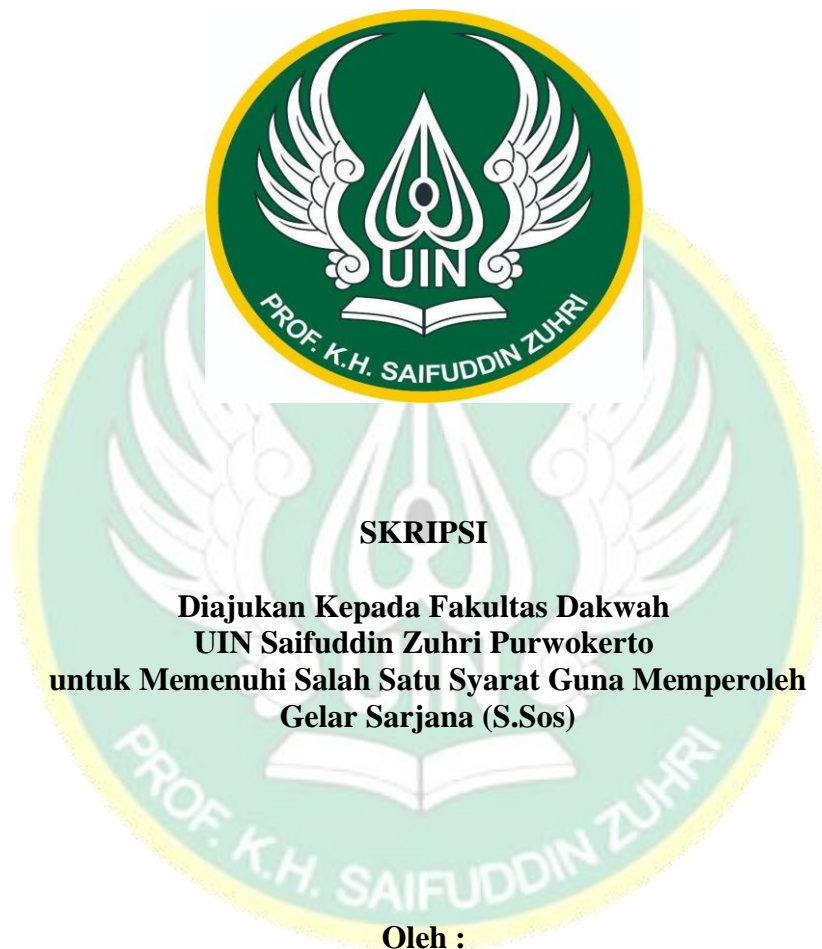 UIN
PROF. K.H. SAIFUDDIN ZUHRI
SKRIPSI
Diajukan Kepada Fakultas Dakwah
UIN Saifuddin Zuhri Purwokerto
untuk Memenuhi Salah Satu Syarat Guna Memperoleh
Gelar Sarjana (S.Sos)
UIN
PROF. K.H. SAIFUDDIN ZUHRI
Oleh :